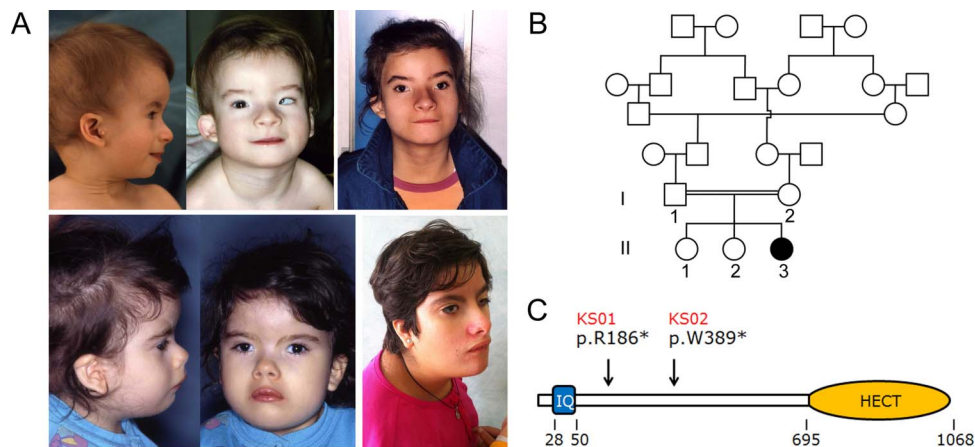 A
B
I
1
2
II
1
2
3
C
KS01
KS02
p.R186*
p.W389*
IQ
HECT
28
50
695
1068